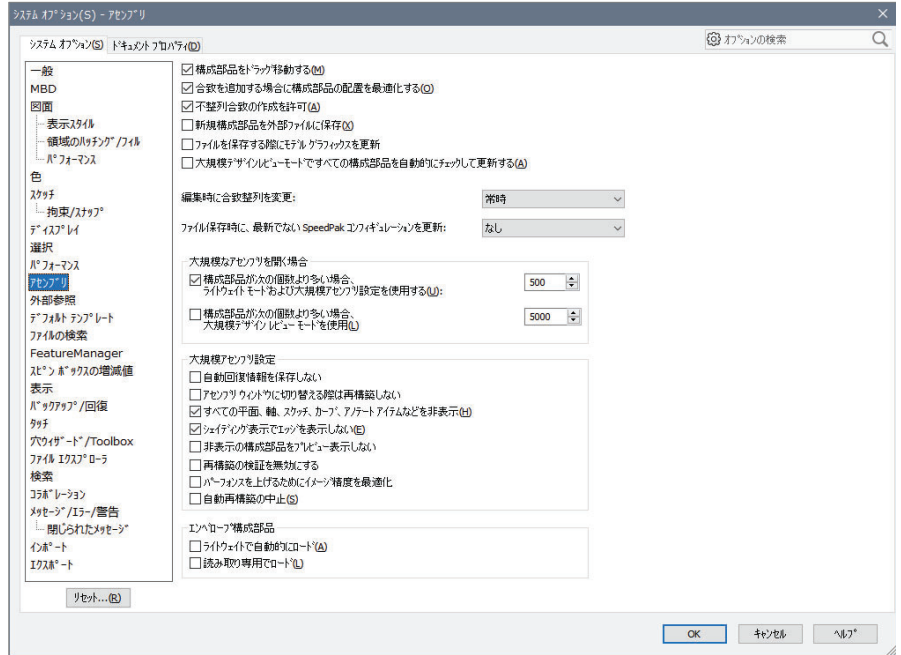 システム オプション(S) - アセンブリ
システム オプション(S)
ドキュメント プロパティ(D)
オプションの検索
一般
MBD
図面
表示スタイル
領域のハッチング/フィル
パフォーマンス
色
スケッチ
拘束/スナップ
ディスプレイ
選択
パフォーマンス
アセンブリ
外部参照
デフォルト テンプレート
ファイルの検索
FeatureManager
スピン ボックスの増減値
表示
バックアップ/回復
タッチ
穴ウィザード/Toolbox
ファイル エクスプローラ
検索
コラボレーション
メッセージ/エラー/警告
閉じられたメッセージ
インポート
エクスポート
リセット...(R)
構成部品をドラッグ移動する(M)
合致を追加する場合に構成部品の配置を最適化する(O)
不整列合致の作成を許可(A)
新規構成部品を外部ファイルに保存(X)
ファイルを保存する際にモデル グラフィックスを更新
大規模デザインレビューモードですべての構成部品を自動的にチェックして更新する(A)
編集時に合致整列を変更: 常時
ファイル保存時に、最新でない SpeedPak コンフィギュレーションを更新: なし
大規模なアセンブリを開く場合
構成部品が次の個数より多い場合、
ライトウェイト モードおよび大規模アセンブリ設定を使用する(U): 500
構成部品が次の個数より多い場合、
大規模デザイン レビュー モードを使用(L) 5000
大規模アセンブリ設定
自動回復情報を保存しない
アセンブリ ウィンドウに切り替える際は再構築しない
すべての平面、軸、スケッチ、カーブ、アノテート アイテムなどを非表示(H)
シェイディング表示でエッジを表示しない(E)
非表示の構成部品をプレビュー表示しない
再構築の検証を無効にする
パーフォンスを上げるためにイメージ精度を最適化
自動再構築の中止(S)
エンベロープ構成部品
ライトウェイトで自動的にロード(A)
読み取り専用でロード(L)
OK キャンセル ヘルプ